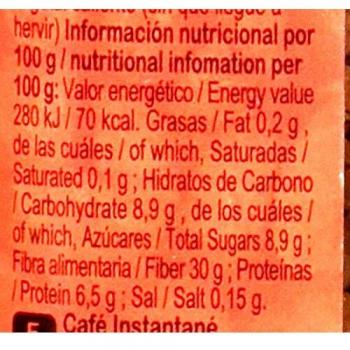 hervir) Información nutricional por
100 g / nutritional infomation per
100 g: Valor energético / Energy value
280 kJ / 70 kcal. Grasas / Fat 0,2 g ,
de las cuáles / of which, Saturadas /
Saturated 0,1 g ; Hidratos de Carbono
/ Carbohydrate 8,9 g , de los cuáles /
of which, Azúcares / Total Sugars 8,9 g ;
Fibra alimentaria / Fiber 30 g ; Proteínas
/ Protein 6,5 g ; Sal / Salt 0,15 g.
F Café Instantané